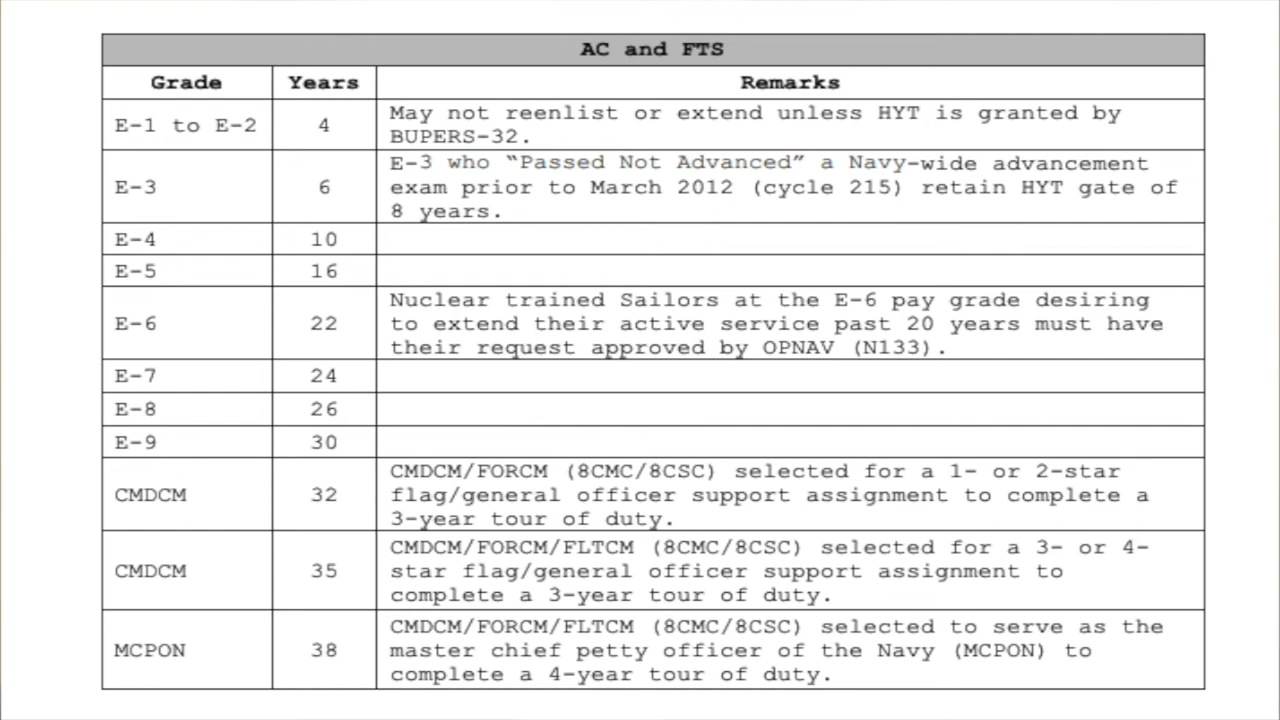 AC and FTS
Grade Years Remarks
E-1 to E-2 4 May not reenlist or extend unless HYT is granted by
BUPERS-32.
E-3 6 E-3 who “Passed Not Advanced” a Navy-wide advancement
exam prior to March 2012 (cycle 215) retain HYT gate of
8 years.
E-4 10
E-5 16
E-6 22 Nuclear trained Sailors at the E-6 pay grade desiring
to extend their active service past 20 years must have
their request approved by OPNAV (N133).
E-7 24
E-8 26
E-9 30
CMDCM 32 CMDCM/FORCM (8CMC/8CSC) selected for a 1- or 2-star
flag/general officer support assignment to complete a
3-year tour of duty.
CMDCM 35 CMDCM/FORCM/FLTCM (8CMC/8CSC) selected for a 3- or 4-
star flag/general officer support assignment to
complete a 3-year tour of duty.
MCPON 38 CMDCM/FORCM/FLTCM (8CMC/8CSC) selected to serve as the
master chief petty officer of the Navy (MCPON) to
complete a 4-year tour of duty.